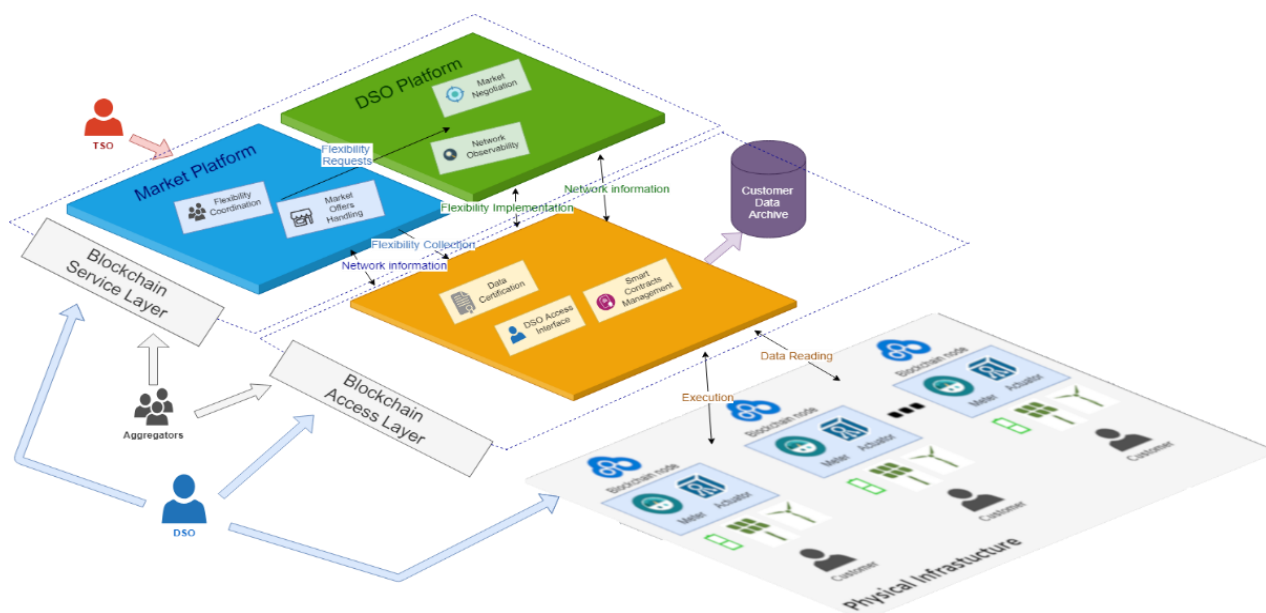 DSO Platform
Market
Negotiation
Network
Observability
TSO
Market Platform
Flexibility
Requests
Flexibility
Coordination
Market
Offers
Handling
Network information
Flexibility Implementation
Customer
Data
Archive
Flexibility Collection
Network information
Blockchain
Service Layer
Data
Certification
Smart
Contracts
Management
DSO Access
Interface
Data Reading
Execution
Blockchain
Access Layer
Aggregators
DSO
Blockchain node
Meter
Actuator
Customer
Blockchain node
Meter
Actuator
Customer
Blockchain node
Meter
Actuator
Customer
Physical Infrastucture